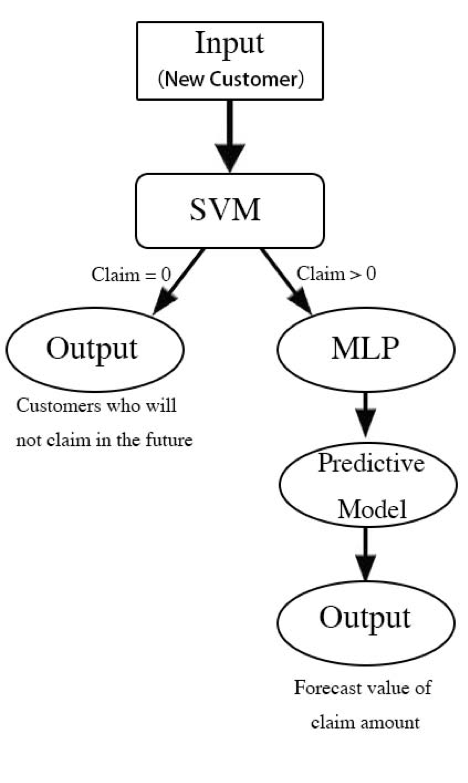 Input
(New Customer)
SVM
Claim = 0
Claim > 0
Output
MLP
Customers who will
not claim in the future
Predictive
Model
Output
Forecast value of
claim amount